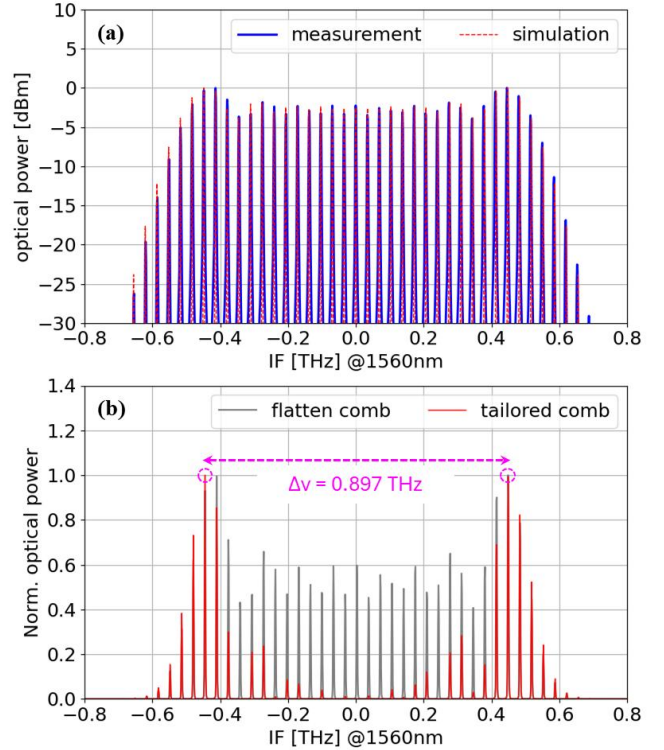 (a)
measurement
simulation
10
5
0
−5
−10
−15
−20
−25
−30
optical power [dBm]
−0.8 −0.6 −0.4 −0.2 0.0 0.2 0.4 0.6 0.8
IF [THz] @1560nm
(b)
flatten comb
tailored comb
Δν = 0.897 THz
1.4
1.2
1.0
0.8
0.6
0.4
0.2
0.0
Norm. optical power
−0.8 −0.6 −0.4 −0.2 0.0 0.2 0.4 0.6 0.8
IF [THz] @1560nm